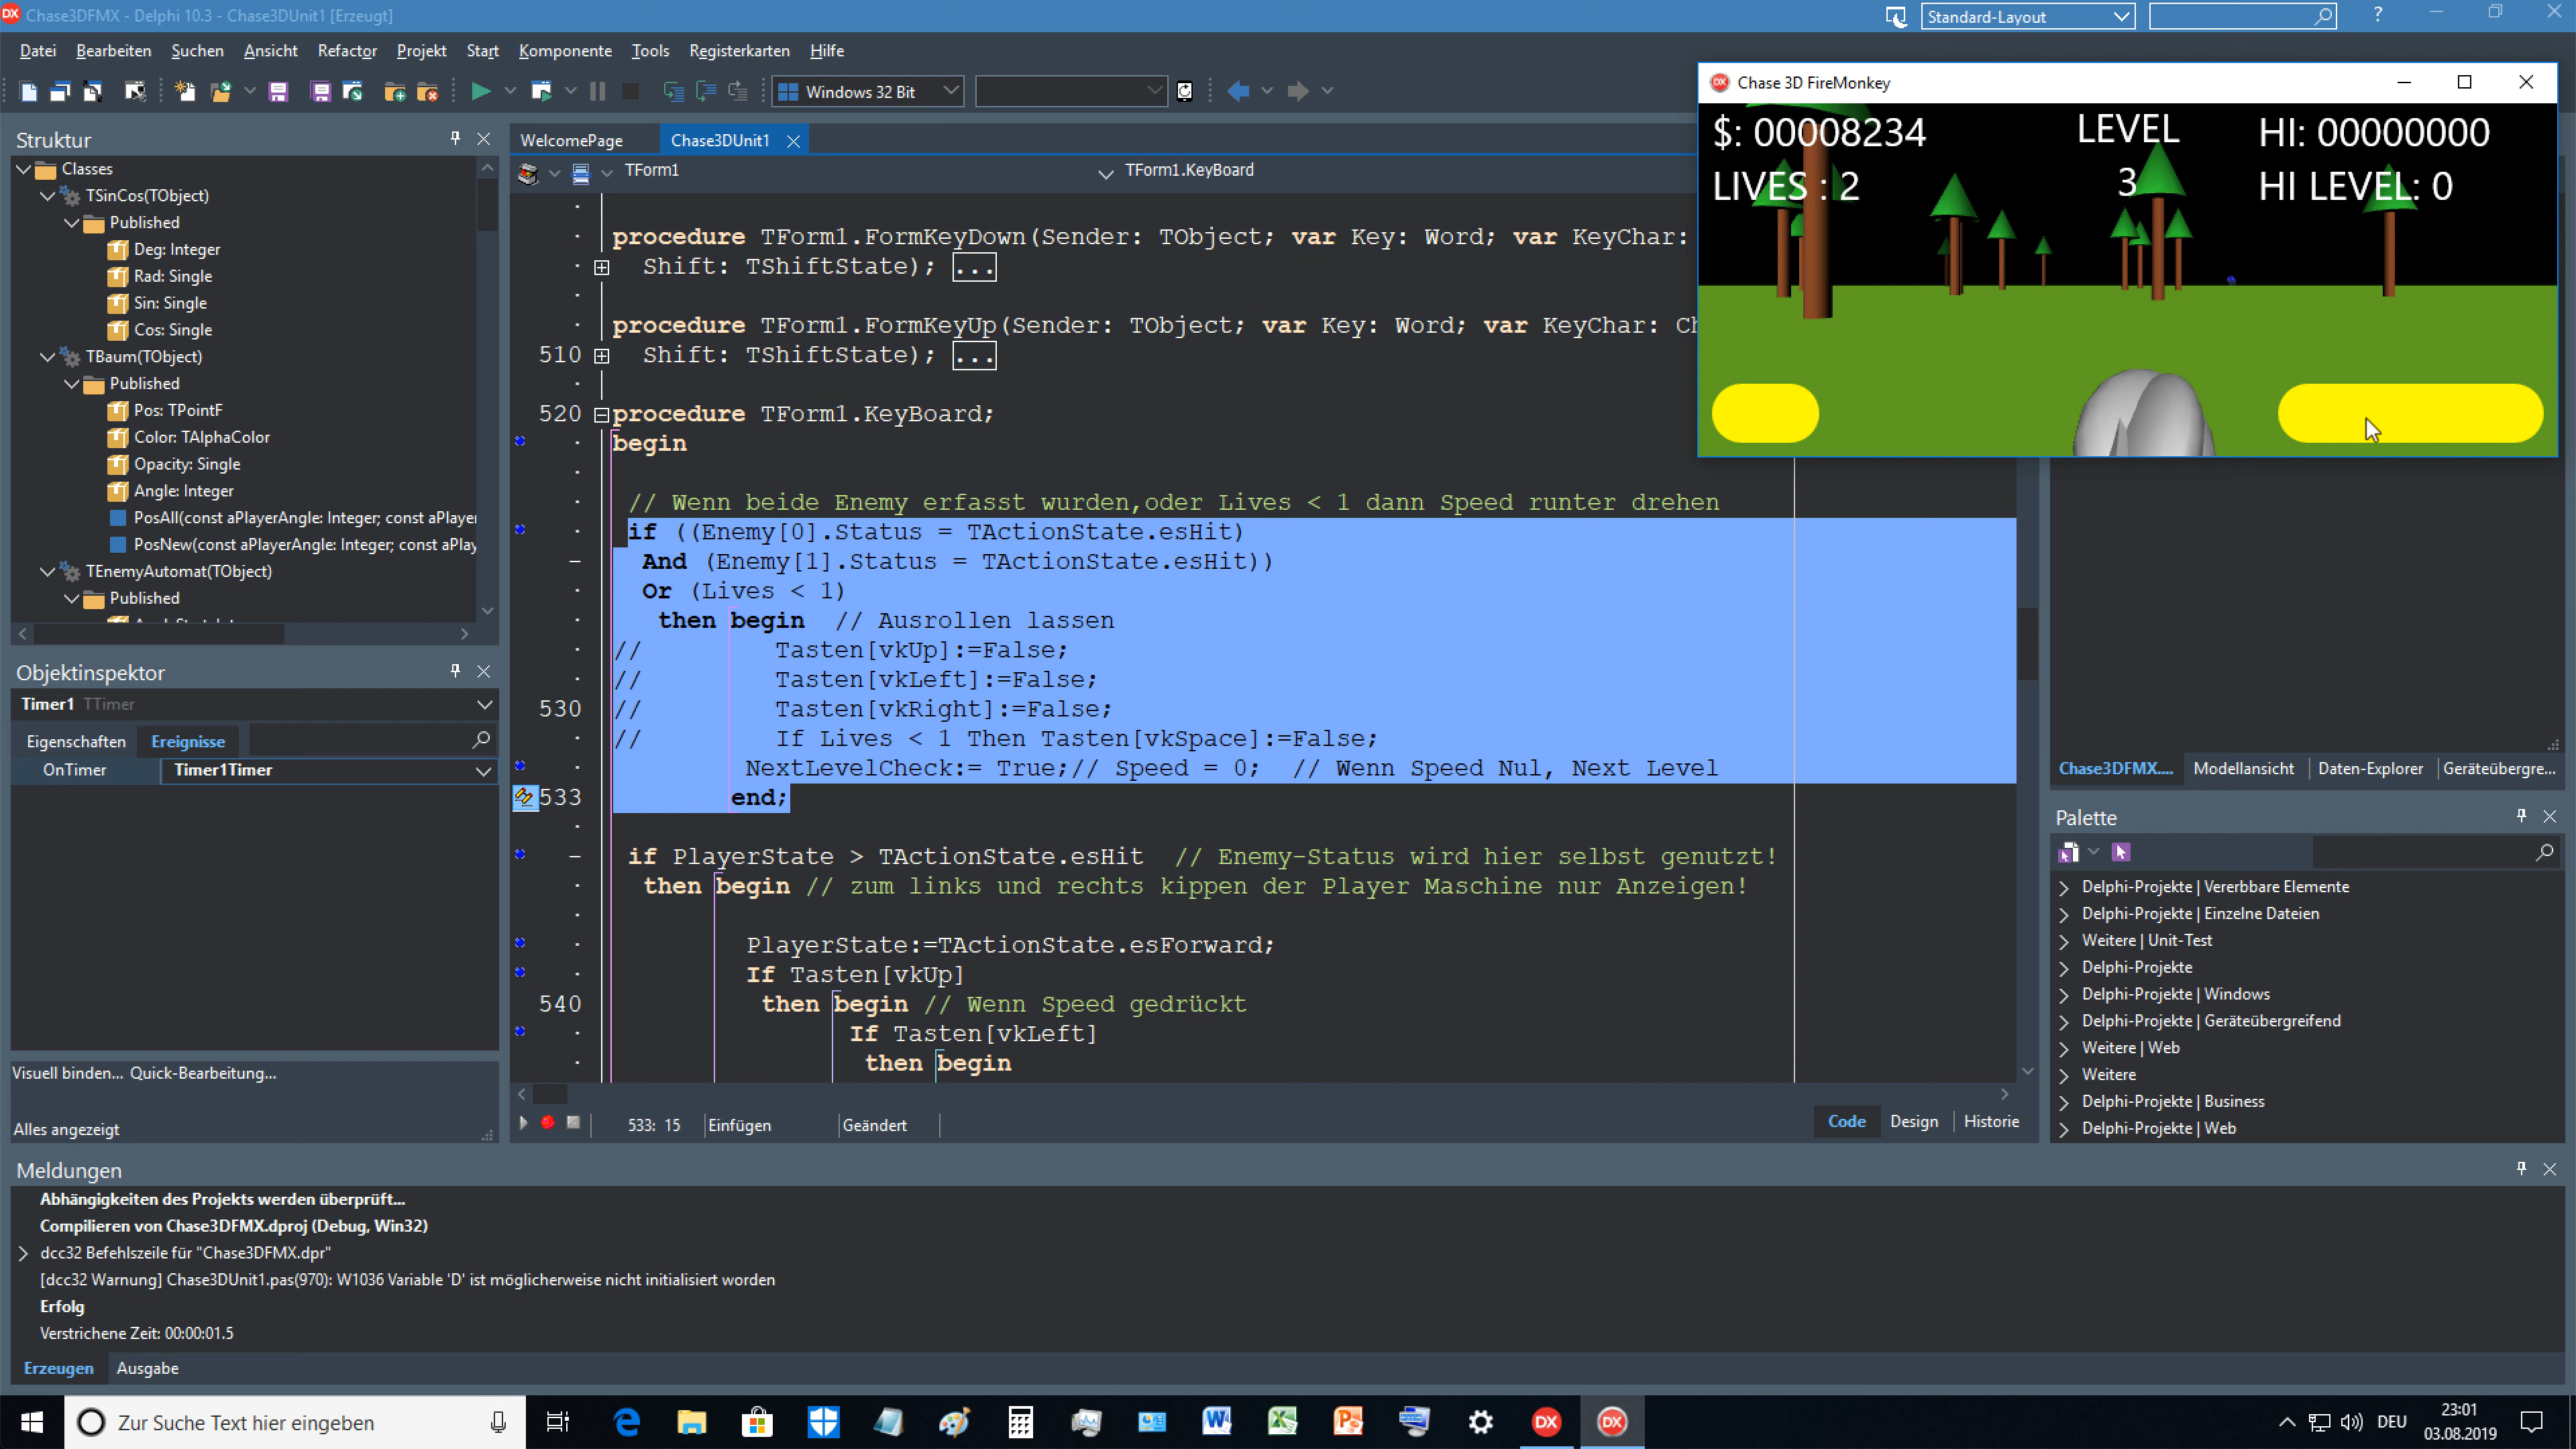 Chase3DFMX - Delphi 10.3 - Chase3DUnit1 [Erzeugt]
Standard-Layout
?
Datei Bearbeiten Suchen Ansicht Refactor Projekt Start Komponente Tools Registerkarten Hilfe
Windows 32 Bit
Chase 3D FireMonkey
$: 00008234
LEVEL
HI: 00000000
LIVES : 2
3
HI LEVEL: 0
Struktur
Classes
TSinCos(TObject)
Published
Deg: Integer
Rad: Single
Sin: Single
Cos: Single
TBaum(TObject)
Published
Pos: TPointF
Color: TAlphaColor
Opacity: Single
Angle: Integer
PosAll(const aPlayerAngle: Integer; const aPlayer
PosNew(const aPlayerAngle: Integer; const aPlay
TEnemyAutomat(TObject)
Published
Objektinspektor
Timer1 TTimer
Eigenschaften Ereignisse
OnTimer Timer1Timer
Visuell binden... Quick-Bearbeitung...
Alles angezeigt
WelcomePage Chase3DUnit1
TForm1 TForm1.KeyBoard
procedure TForm1.FormKeyDown(Sender: TObject; var Key: Word; var KeyChar:
Shift: TShiftState); ...
procedure TForm1.FormKeyUp(Sender: TObject; var Key: Word; var KeyChar: Ch
510 Shift: TShiftState); ...
520 procedure TForm1.KeyBoard;
begin
// Wenn beide Enemy erfasst wurden,oder Lives < 1 dann Speed runter drehen
if ((Enemy[0].Status = TActionState.esHit)
And (Enemy[1].Status = TActionState.esHit))
Or (Lives < 1)
then begin // Ausrollen lassen
// Tasten[vkUp]:=False;
// Tasten[vkLeft]:=False;
530 // Tasten[vkRight]:=False;
// If Lives < 1 Then Tasten[vkSpace]:=False;
NextLevelCheck:= True;// Speed = 0; // Wenn Speed Nul, Next Level
533 end;
if PlayerState > TActionState.esHit // Enemy-Status wird hier selbst genutzt!
then begin // zum links und rechts kippen der Player Maschine nur Anzeigen!
PlayerState:=TActionState.esForward;
If Tasten[vkUp]
540 then begin // Wenn Speed gedrückt
If Tasten[vkLeft]
then begin
533: 15 Einfügen Geändert
Code Design Historie
Chase3DFMX.... Modellansicht Daten-Explorer Geräteübergre...
Palette
Delphi-Projekte | Vererbbare Elemente
Delphi-Projekte | Einzelne Dateien
Weitere | Unit-Test
Delphi-Projekte
Delphi-Projekte | Windows
Delphi-Projekte | Geräteübergreifend
Weitere | Web
Weitere
Delphi-Projekte | Business
Delphi-Projekte | Web
Meldungen
Abhängigkeiten des Projekts werden überprüft...
Compilieren von Chase3DFMX.dproj (Debug, Win32)
dcc32 Befehlszeile für "Chase3DFMX.dpr"
[dcc32 Warnung] Chase3DUnit1.pas(970): W1036 Variable 'D' ist möglicherweise nicht initialisiert worden
Erfolg
Verstrichene Zeit: 00:00:01.5
Erzeugen Ausgabe
Zur Suche Text hier eingeben
DEU
23:01
03.08.2019